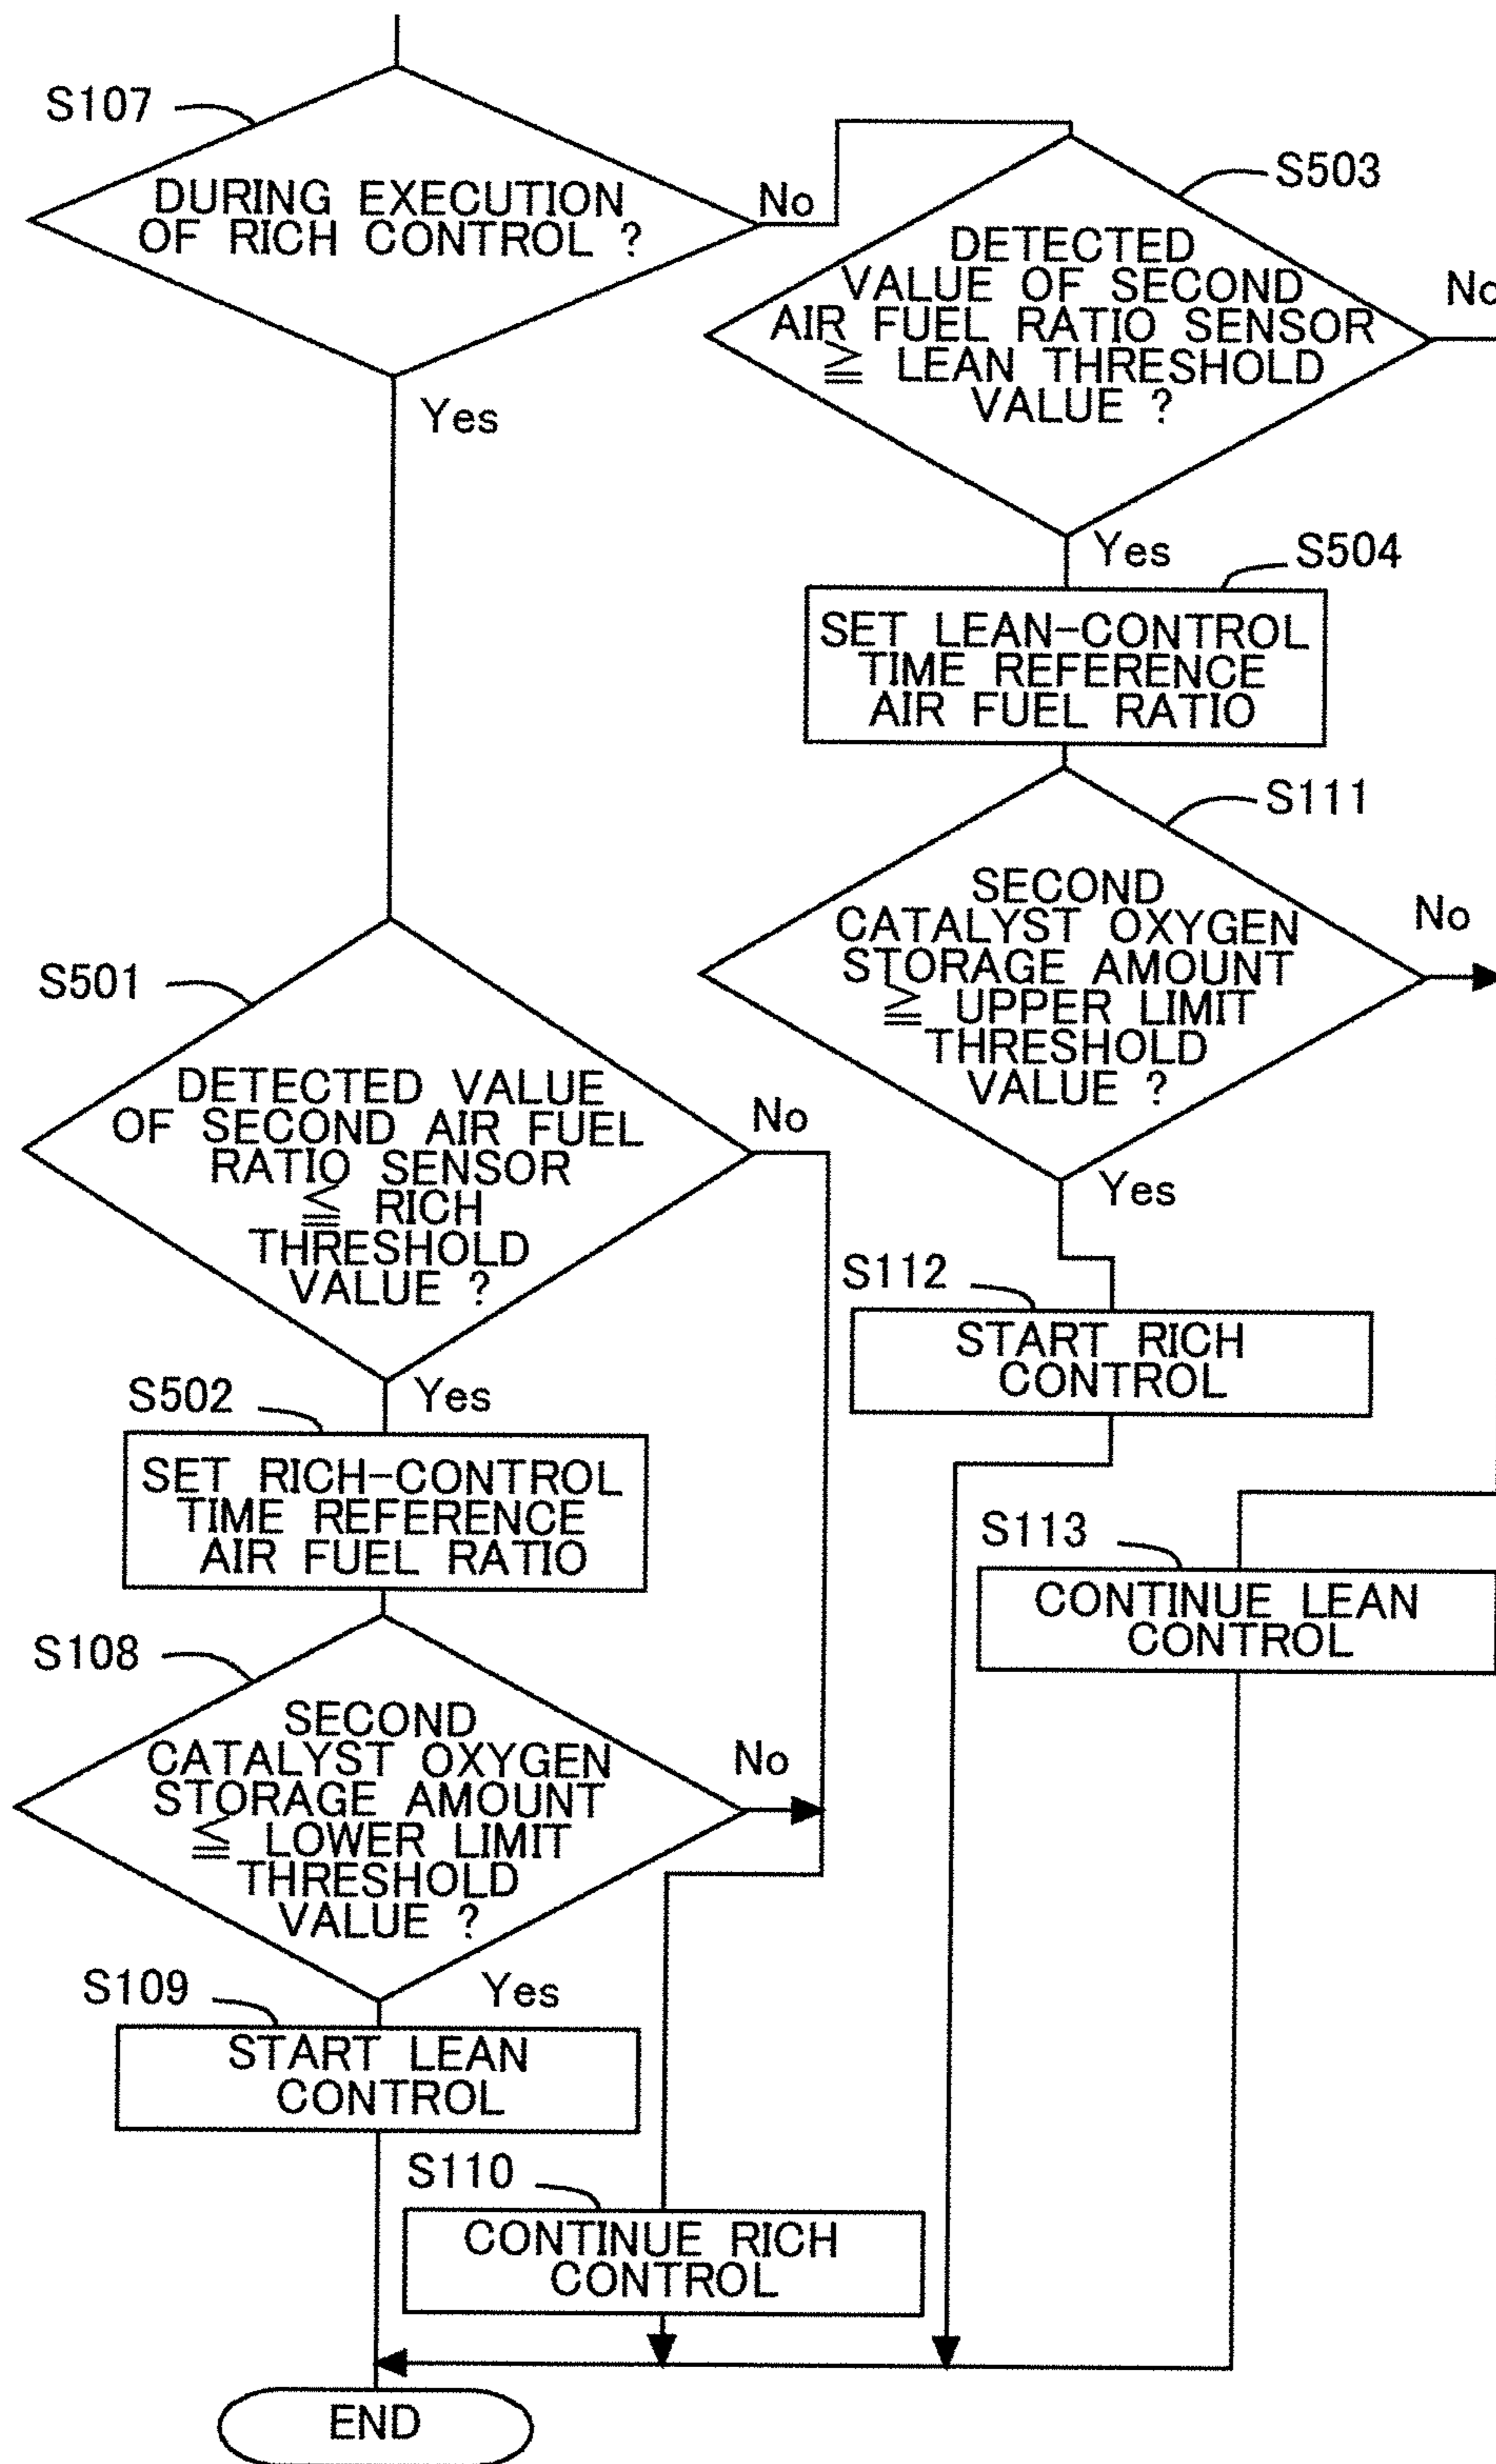 S107
DURING EXECUTION
OF RICH CONTROL ?
No
Yes
S503
DETECTED
VALUE OF SECOND
AIR FUEL RATIO SENSOR
≧ LEAN THRESHOLD
VALUE ?
No
Yes
S504
SET LEAN-CONTROL
TIME REFERENCE
AIR FUEL RATIO
S111
SECOND
CATALYST OXYGEN
STORAGE AMOUNT
≧ UPPER LIMIT
THRESHOLD
VALUE ?
No
Yes
S501
DETECTED VALUE
OF SECOND AIR FUEL
RATIO SENSOR
≦ RICH
THRESHOLD
VALUE ?
No
Yes
S112
START RICH
CONTROL
S502
SET RICH-CONTROL
TIME REFERENCE
AIR FUEL RATIO
S113
CONTINUE LEAN
CONTROL
S108
SECOND
CATALYST OXYGEN
STORAGE AMOUNT
≦ LOWER LIMIT
THRESHOLD
VALUE ?
No
Yes
S109
START LEAN
CONTROL
S110
CONTINUE RICH
CONTROL
END